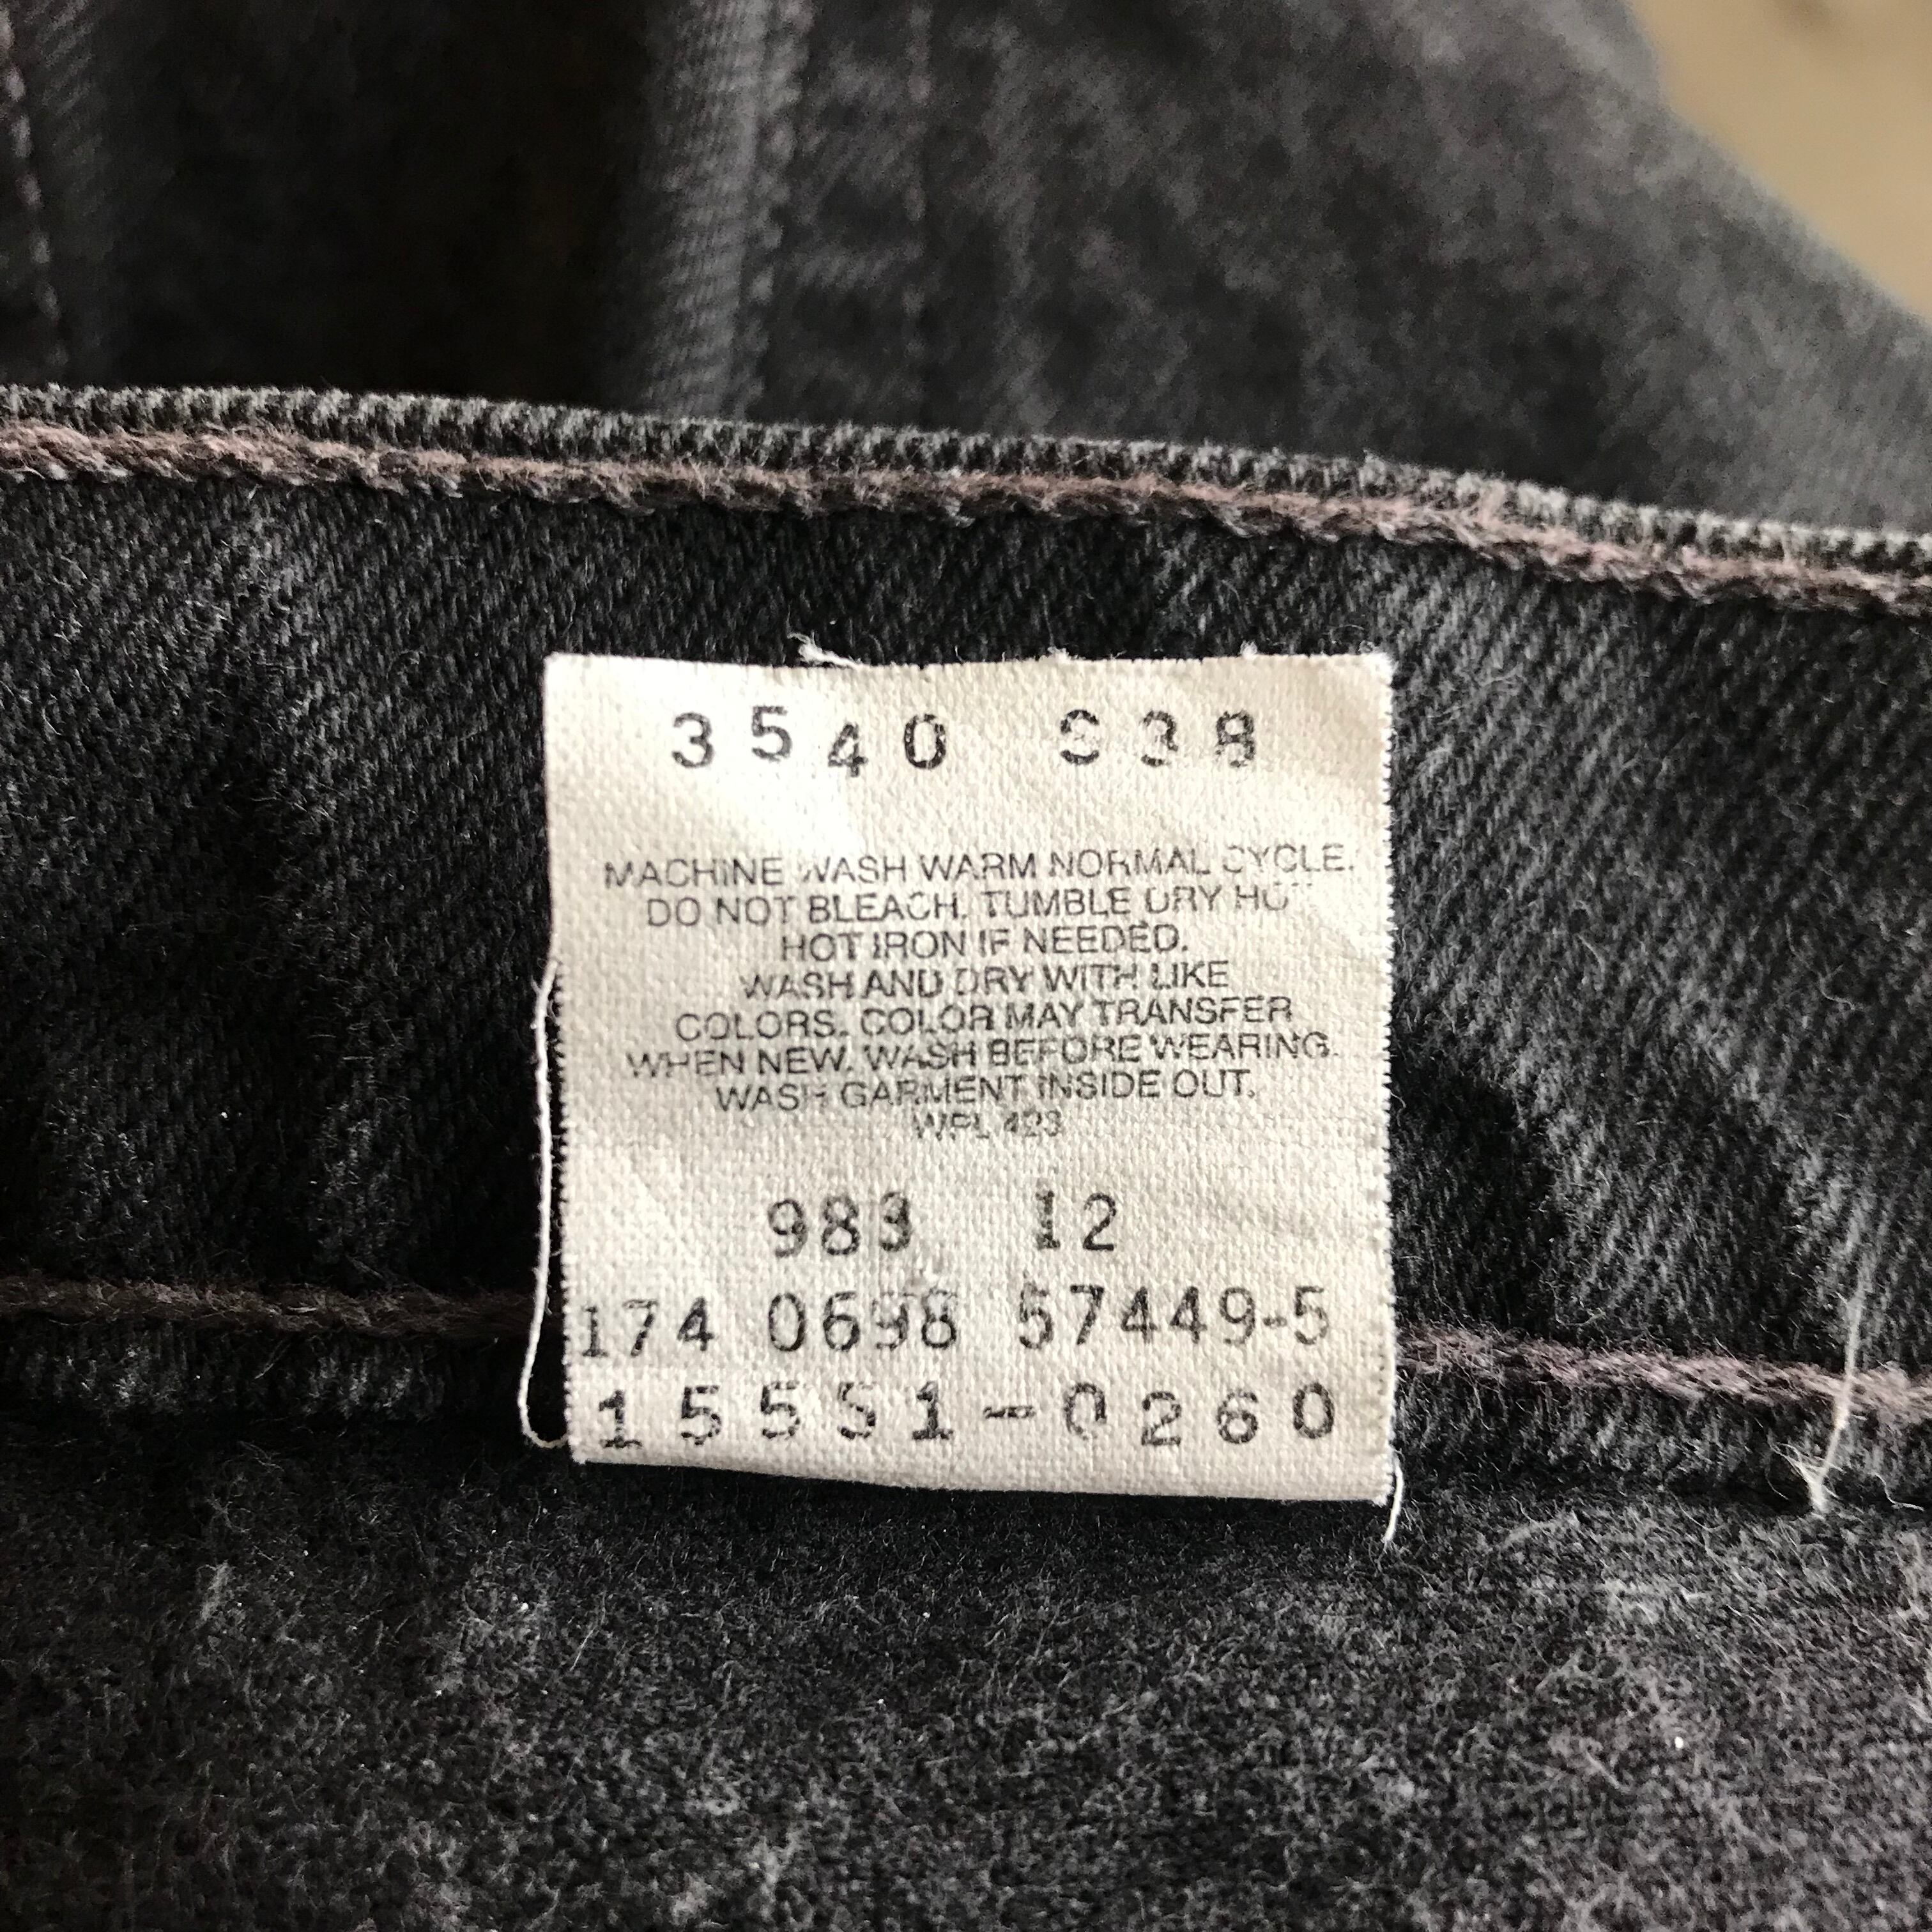 3540 S38
MACHINE WASH WARM NORMAL CYCLE.
DO NOT BLEACH. TUMBLE DRY HOT
HOT IRON IF NEEDED.
WASH AND DRY WITH LIKE
COLORS. COLOR MAY TRANSFER
WHEN NEW. WASH BEFORE WEARING.
WASH GARMENT INSIDE OUT.
WPL 423
983 12
174 0698 57449-5
15551-0260